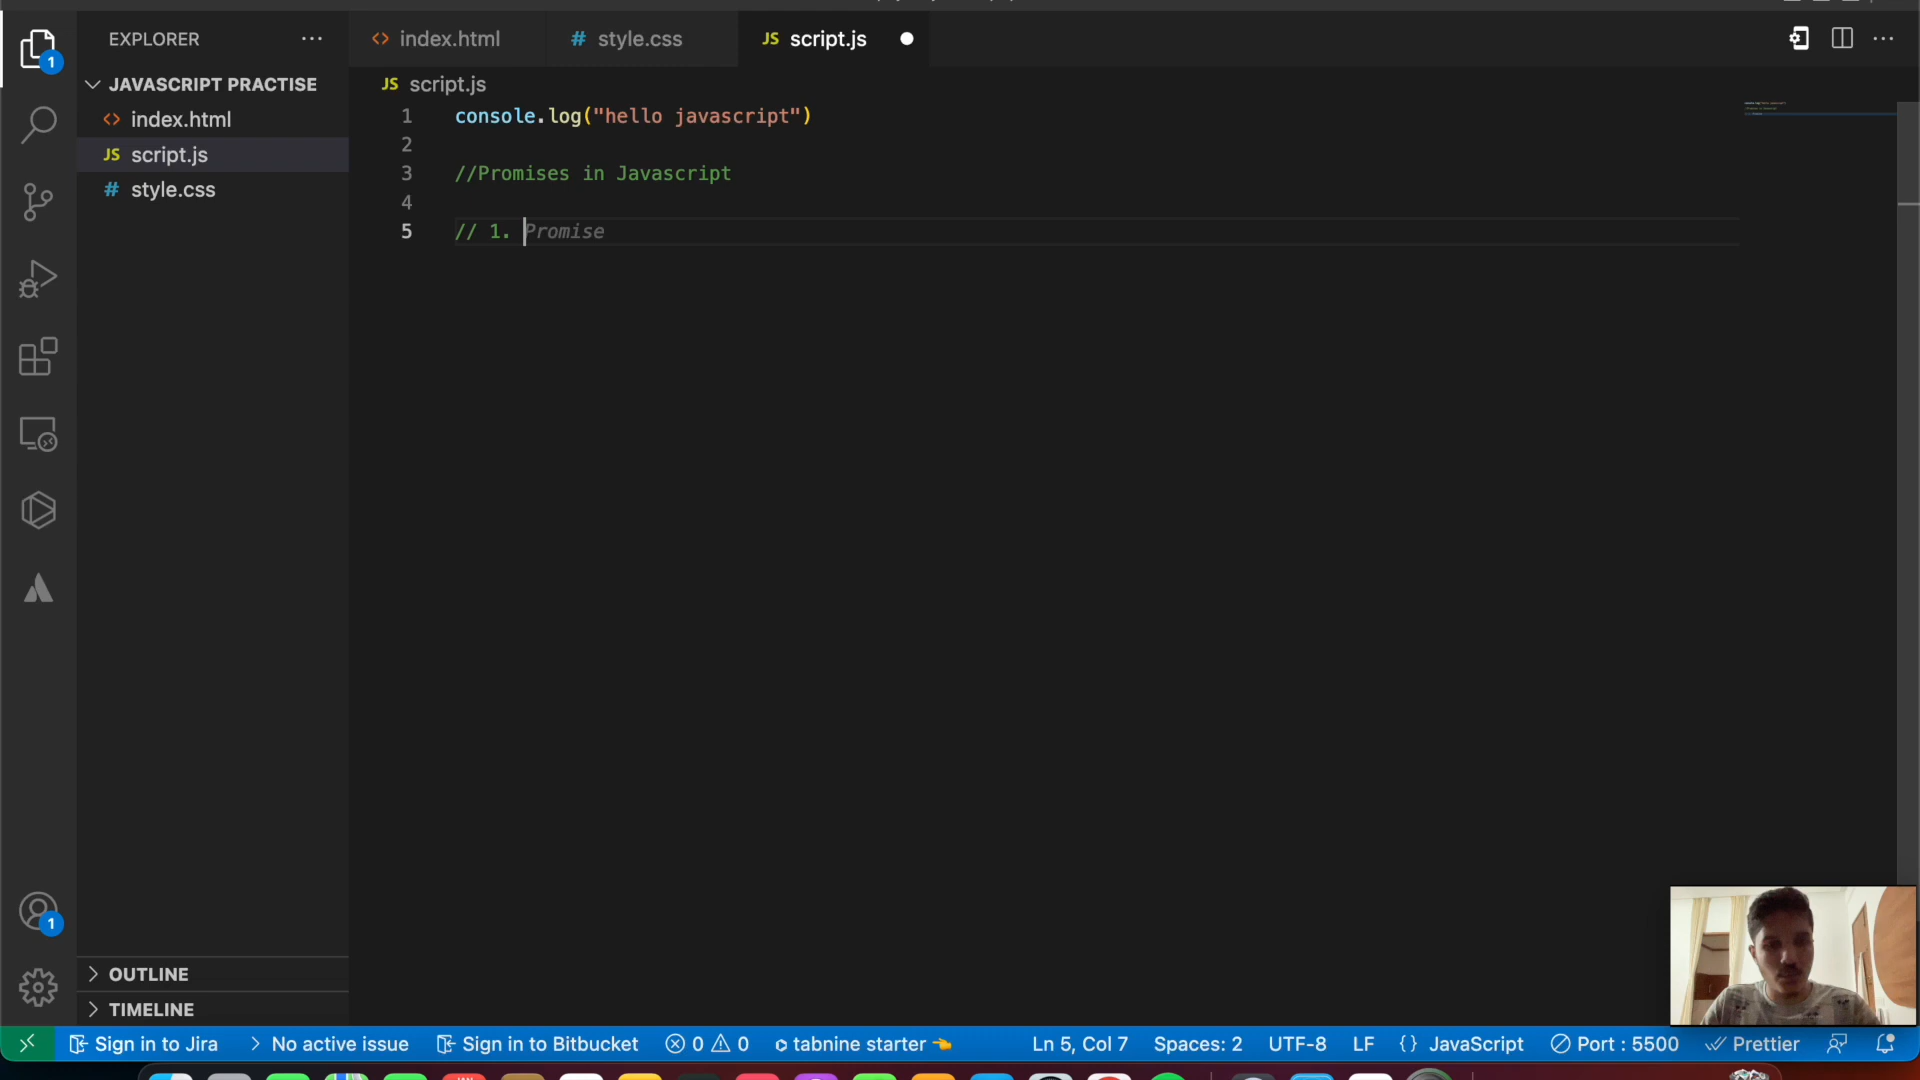 EXPLORER
JAVASCRIPT PRACTISE
index.html
JS script.js
# style.css
OUTLINE
TIMELINE
1
1
index.html
# style.css
JS script.js
JS script.js
1 console.log("hello javascript")
2
3 //Promises in Javascript
4
5 // 1. Promise
Sign in to Jira
No active issue
Sign in to Bitbucket
0 0
tabnine starter
Ln 5, Col 7
Spaces: 2
UTF-8
LF
{} JavaScript
Port : 5500
Prettier